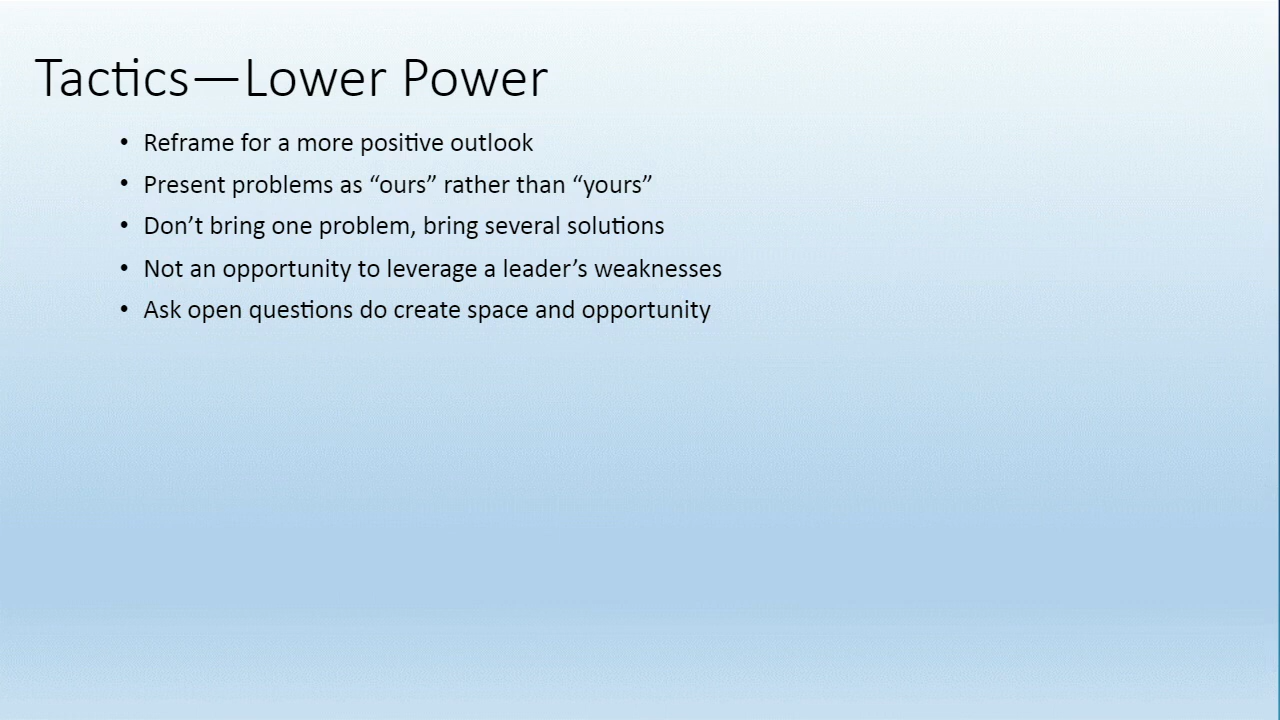 Tactics—Lower Power
• Reframe for a more positive outlook
• Present problems as “ours” rather than “yours”
• Don’t bring one problem, bring several solutions
• Not an opportunity to leverage a leader’s weaknesses
• Ask open questions do create space and opportunity